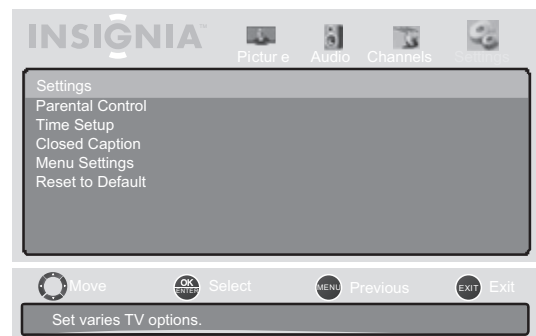 INSIGNIA™
Pictur e Audio Channels Settings
Settings
Parental Control
Time Setup
Closed Caption
Menu Settings
Reset to Default
Move OK ENTER Select MENU Previous EXIT Exit
Set varies TV options.